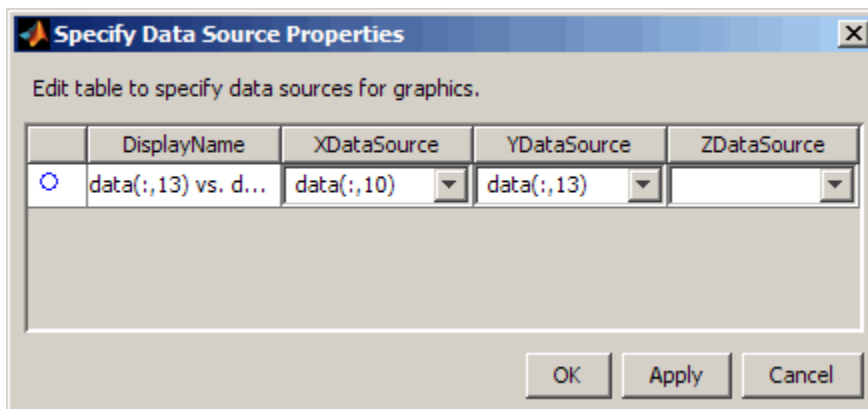 Specify Data Source Properties
Edit table to specify data sources for graphics.
DisplayName XDataSource YDataSource ZDataSource
data(:,13) vs. d... data(:,10) data(:,13)
OK Apply Cancel